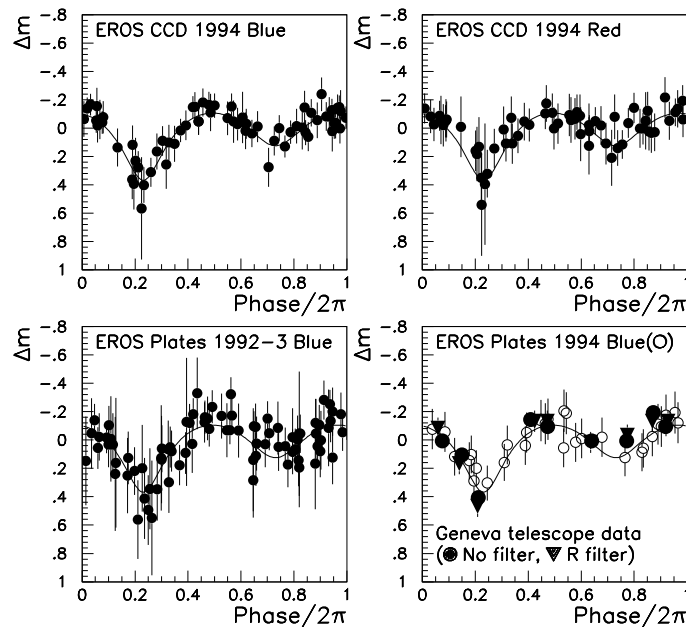 EROS CCD 1994 Blue
Δm
-.8
-.6
-.4
-.2
0
.2
.4
.6
.8
1
0 0.2 0.4 0.6 0.8 1
Phase/2π
EROS CCD 1994 Red
Δm
-.8
-.6
-.4
-.2
0
.2
.4
.6
.8
1
0 0.2 0.4 0.6 0.8 1
Phase/2π
EROS Plates 1992-3 Blue
Δm
-.8
-.6
-.4
-.2
0
.2
.4
.6
.8
1
0 0.2 0.4 0.6 0.8 1
Phase/2π
EROS Plates 1994 Blue(O)
Δm
-.8
-.6
-.4
-.2
0
.2
.4
.6
.8
1
Geneva telescope data
(● No filter, ▼ R filter)
0 0.2 0.4 0.6 0.8 1
Phase/2π